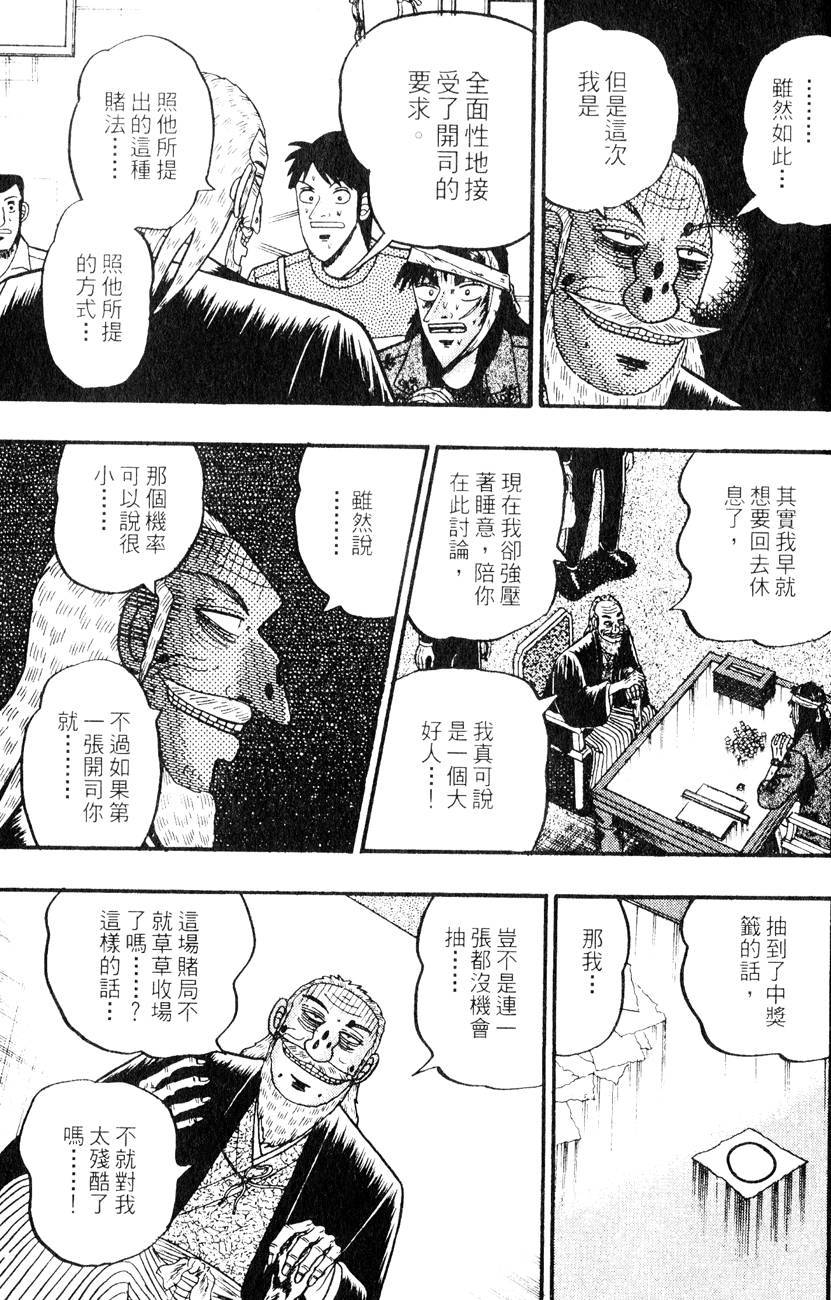 ………
雖然如此…
但是這次
我是
全面性地接
受了開司的
要求。
照他所提
出的這種
賭法……
照他所提
的方式…
其實我早就
想要回去休
息了，
現在我卻強壓
著睡意，陪你
在此討論，
我真可說
是一個大
好人…！
雖然說
………
那個機率
可以說很
小………
不過如果第
一張開司你
就………
抽到了中獎
籤的話，
那我…
豈不是連一
張都沒機會
抽……
這場賭局不
就草草收場
了嗎……？
這樣的話…
不就對我
太殘酷了
嗎……！